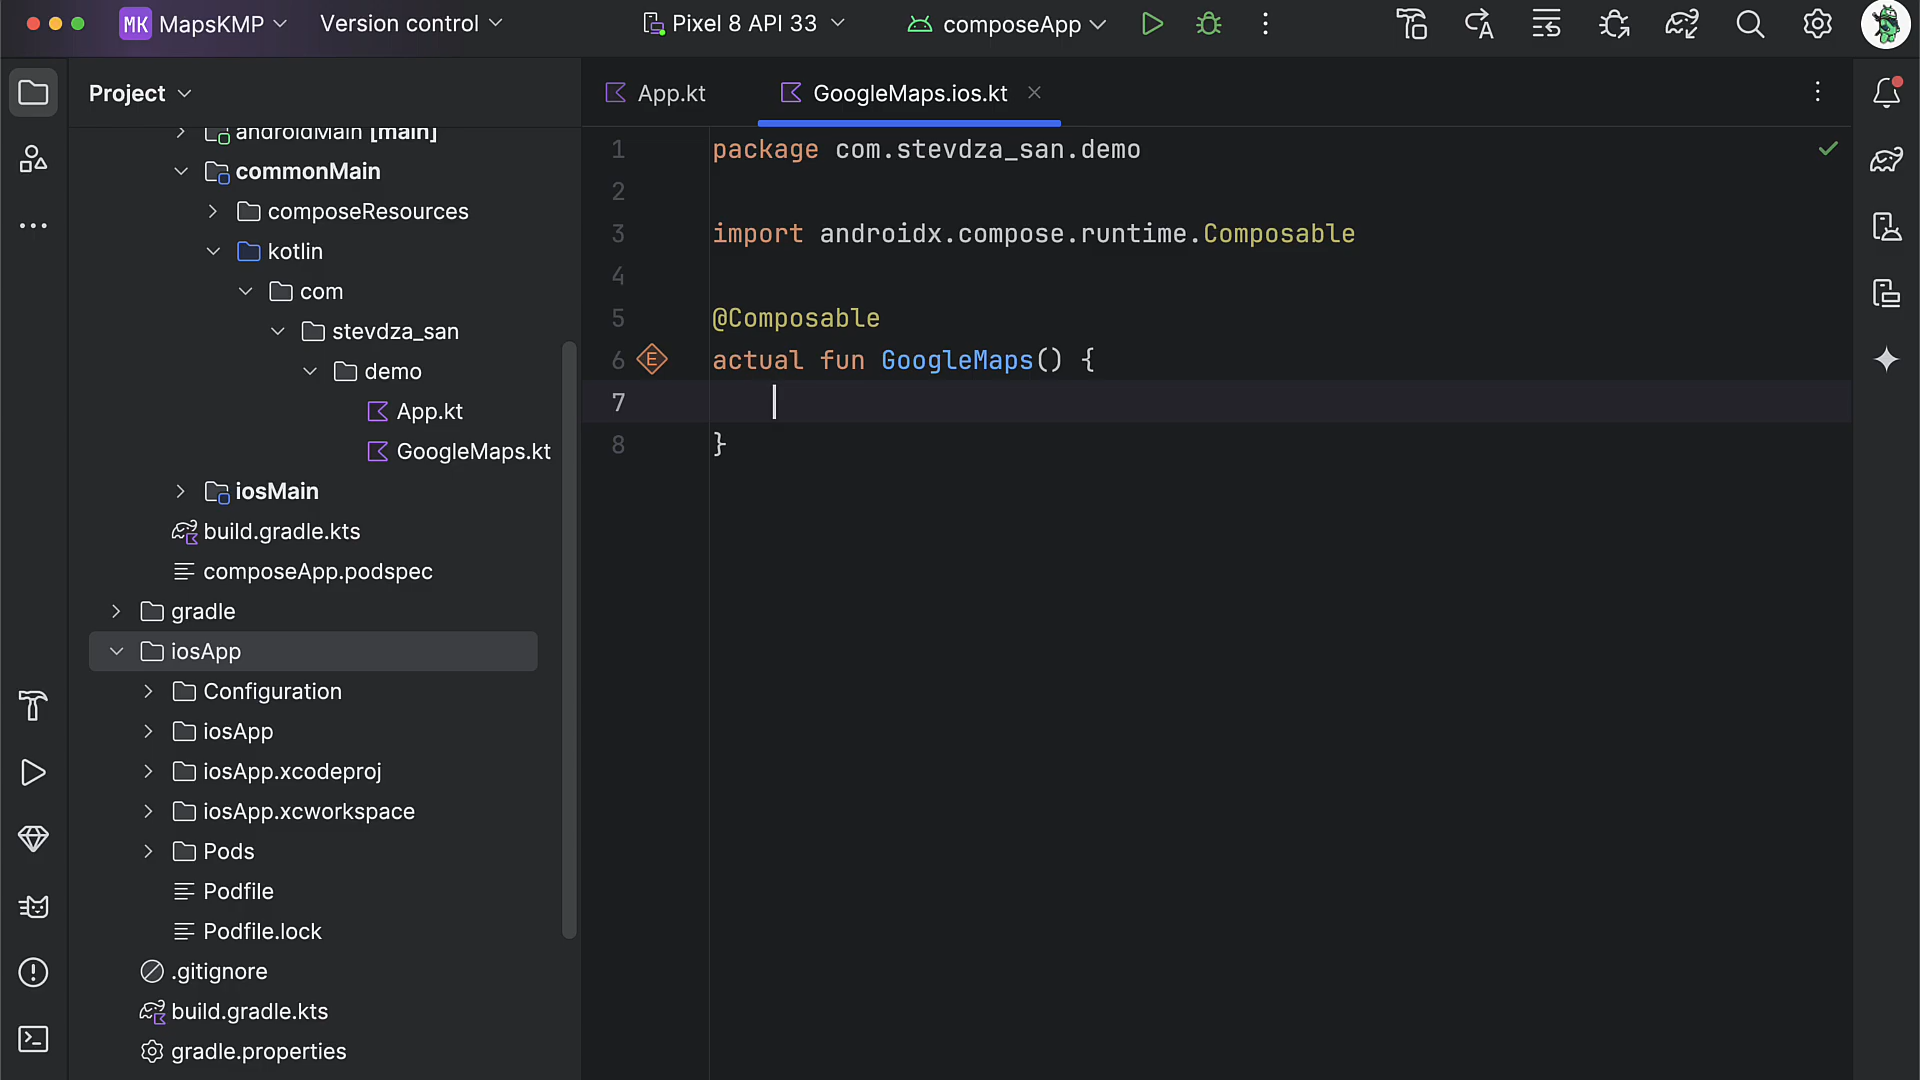 MK MapsKMP Version control Pixel 8 API 33 composeApp
Project
androidMain [main]
commonMain
composeResources
kotlin
com
stevdza_san
demo
App.kt
GoogleMaps.kt
iosMain
build.gradle.kts
composeApp.podspec
gradle
iosApp
Configuration
iosApp
iosApp.xcodeproj
iosApp.xcworkspace
Pods
Podfile
Podfile.lock
.gitignore
build.gradle.kts
gradle.properties
App.kt GoogleMaps.ios.kt
1 package com.stevdza_san.demo
2
3 import androidx.compose.runtime.Composable
4
5 @Composable
6 E actual fun GoogleMaps() {
7
8 }